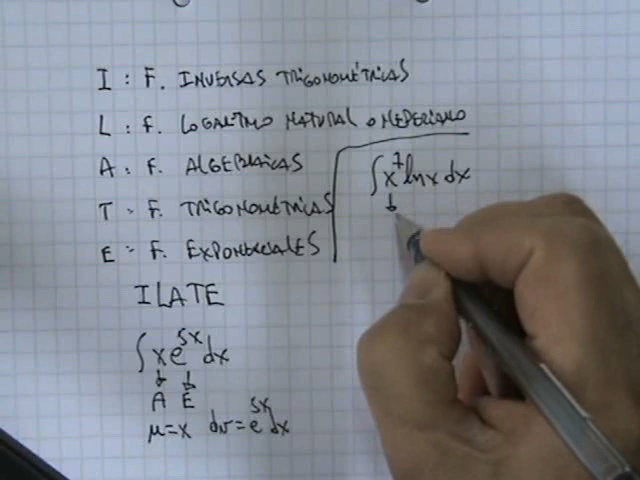 I : F. INVERSAS TRIGONOMÉTRICAS
L : F. LOGARITMO NATURAL O NEPERIANO
A : F. ALGEBRAICAS
T : F. TRIGONOMÉTRICAS
E : F. EXPONENCIALES
∫x⁷lnx dx
↓
ILATE
∫xe^{5x}dx
↓ ↓
A E
μ=x dv=e^{5x}dx